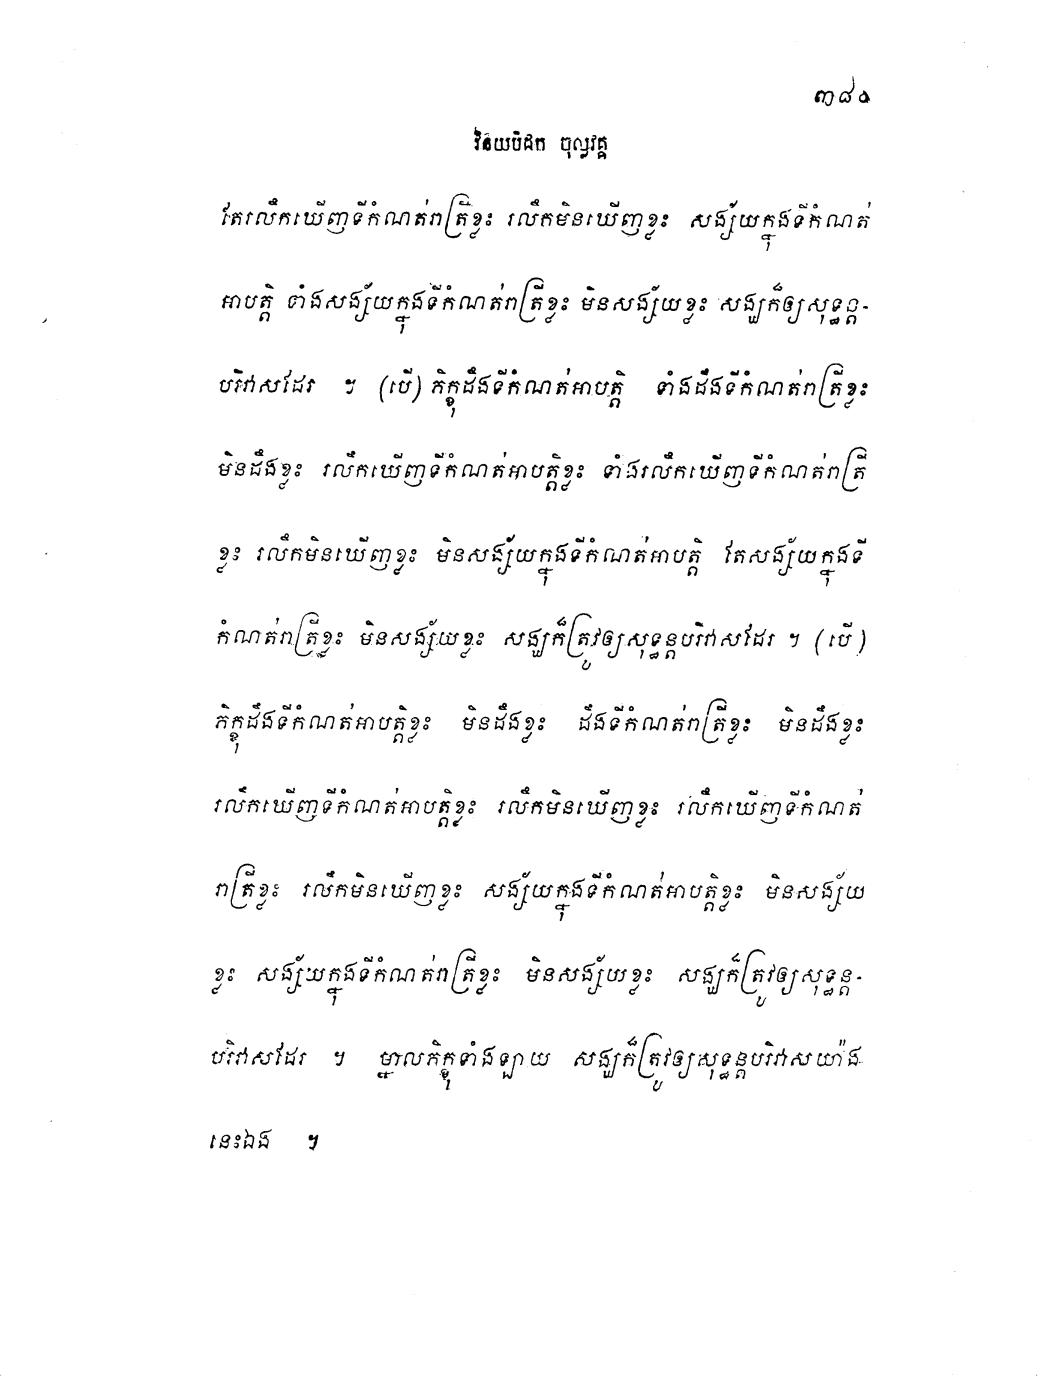 ៣៨១
វិន័យបិដក ចុល្លវគ្គ
តែរលឹកឃើញទីកំណត់រាត្រីខ្លះ រលឹកមិនឃើញខ្លះ សង្ស័យក្នុងទីកំណត់
អាបត្តិ ទាំងសង្ស័យក្នុងទីកំណត់រាត្រីខ្លះ មិនសង្ស័យខ្លះ សង្ឃក៏ឲ្យសុទ្ធន្ត-
បរិវាសដែរ ។ (បើ) ភិក្ខុដឹងទីកំណត់អាបត្តិ ទាំងដឹងទីកំណត់រាត្រីខ្លះ
មិនដឹងខ្លះ រលឹកឃើញទីកំណត់អាបត្តិខ្លះ ទាំងរលឹកឃើញទីកំណត់រាត្រី
ខ្លះ រលឹកមិនឃើញខ្លះ មិនសង្ស័យក្នុងទីកំណត់អាបត្តិ តែសង្ស័យក្នុងទី
កំណត់រាត្រីខ្លះ មិនសង្ស័យខ្លះ សង្ឃក៏ត្រូវឲ្យសុទ្ធន្តបរិវាសដែរ ។ (បើ)
ភិក្ខុដឹងទីកំណត់អាបត្តិខ្លះ មិនដឹងខ្លះ ដឹងទីកំណត់រាត្រីខ្លះ មិនដឹងខ្លះ
រលឹកឃើញទីកំណត់អាបត្តិខ្លះ រលឹកមិនឃើញខ្លះ រលឹកឃើញទីកំណត់
រាត្រីខ្លះ រលឹកមិនឃើញខ្លះ សង្ស័យក្នុងទីកំណត់អាបត្តិខ្លះ មិនសង្ស័យ
ខ្លះ សង្ស័យក្នុងទីកំណត់រាត្រីខ្លះ មិនសង្ស័យខ្លះ សង្ឃក៏ត្រូវឲ្យសុទ្ធន្ត-
បរិវាសដែរ ។ ម្នាលភិក្ខុទាំងឡាយ សង្ឃក៏ត្រូវឲ្យសុទ្ធន្តបរិវាសយ៉ាង
នេះឯង ។